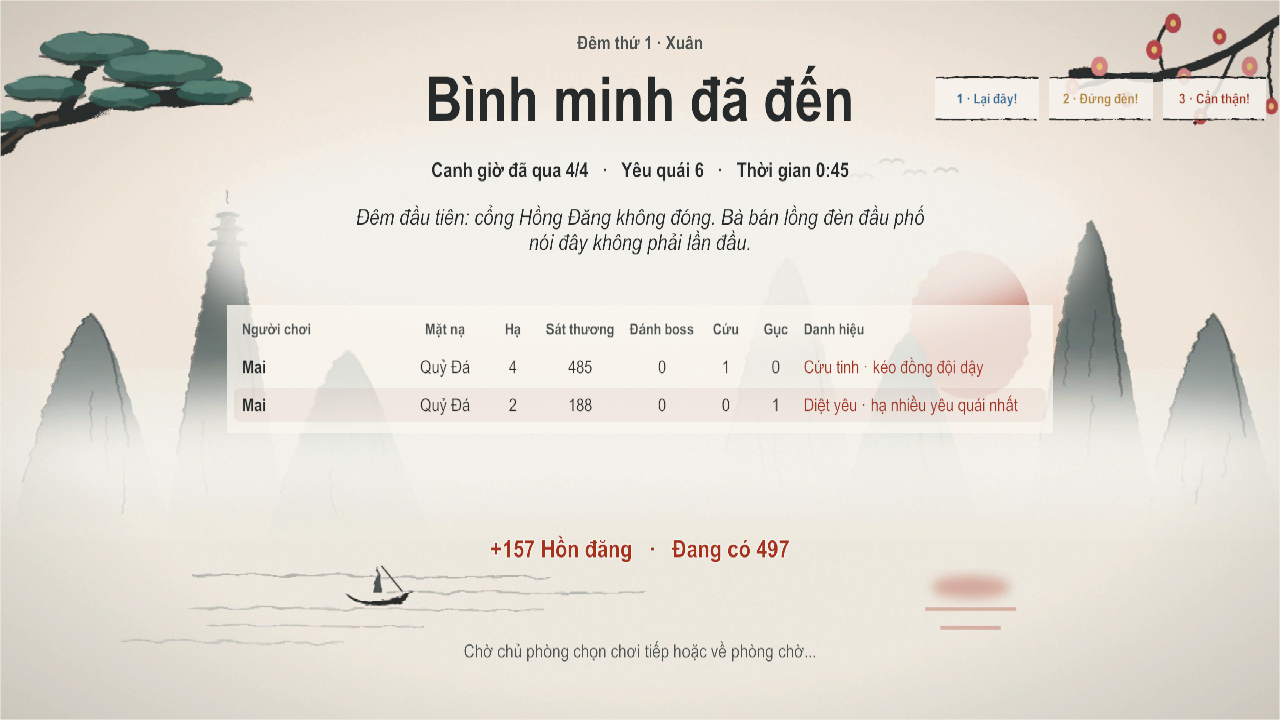 Đêm thứ 1 · Xuân
Bình minh đã đến
1 · Lại đây!
2 · Đừng đến!
3 · Cẩn thận!
Canh giờ đã qua 4/4 · Yêu quái 6 · Thời gian 0:45
Đêm đầu tiên: cổng Hồng Đăng không đóng. Bà bán lồng đèn đầu phố
nói đây không phải lần đầu.
Người chơi Mặt nạ Hạ Sát thương Đánh boss Cứu Gục Danh hiệu
Mai Quỷ Đá 4 485 0 1 0 Cứu tinh · kéo đồng đội dậy
Mai Quỷ Đá 2 188 0 0 1 Diệt yêu · hạ nhiều yêu quái nhất
+157 Hồn đăng · Đang có 497
Chờ chủ phòng chọn chơi tiếp hoặc về phòng chờ...